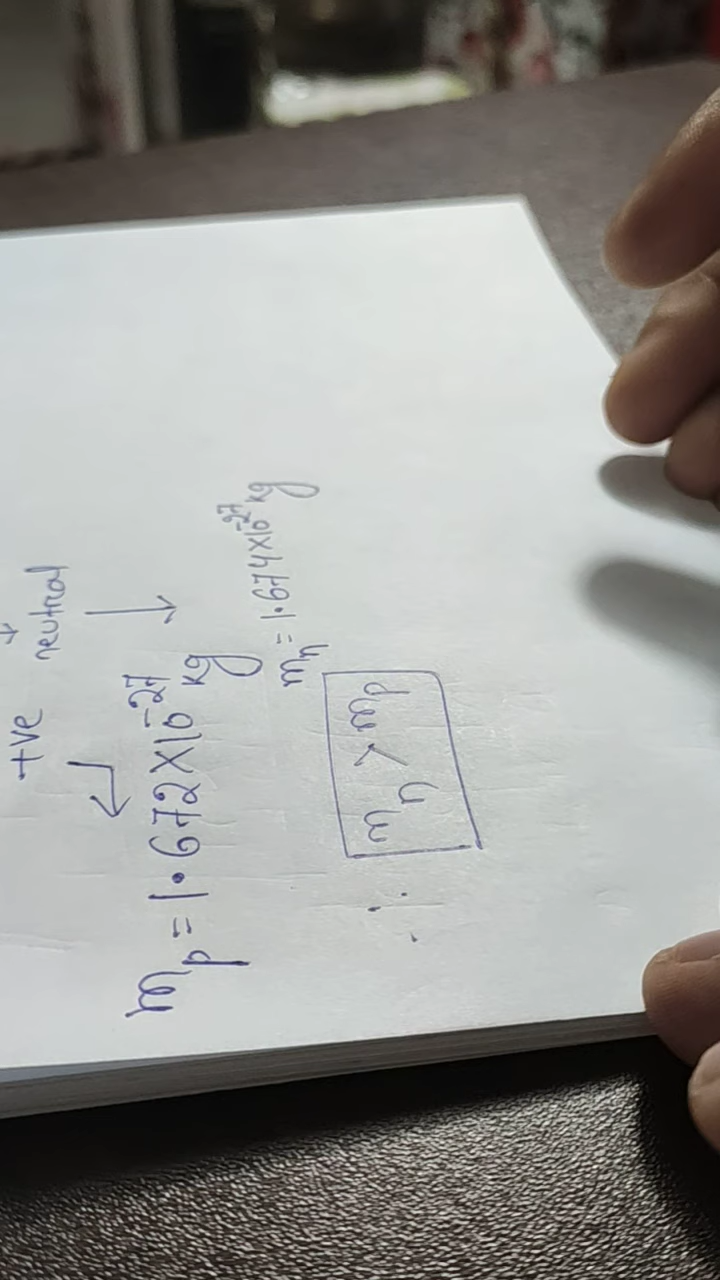 +ve neutral
mₚ = 1.672×10⁻²⁷ kg
mₙ = 1.674×10⁻²⁷ kg
∴ mₙ > mₚ